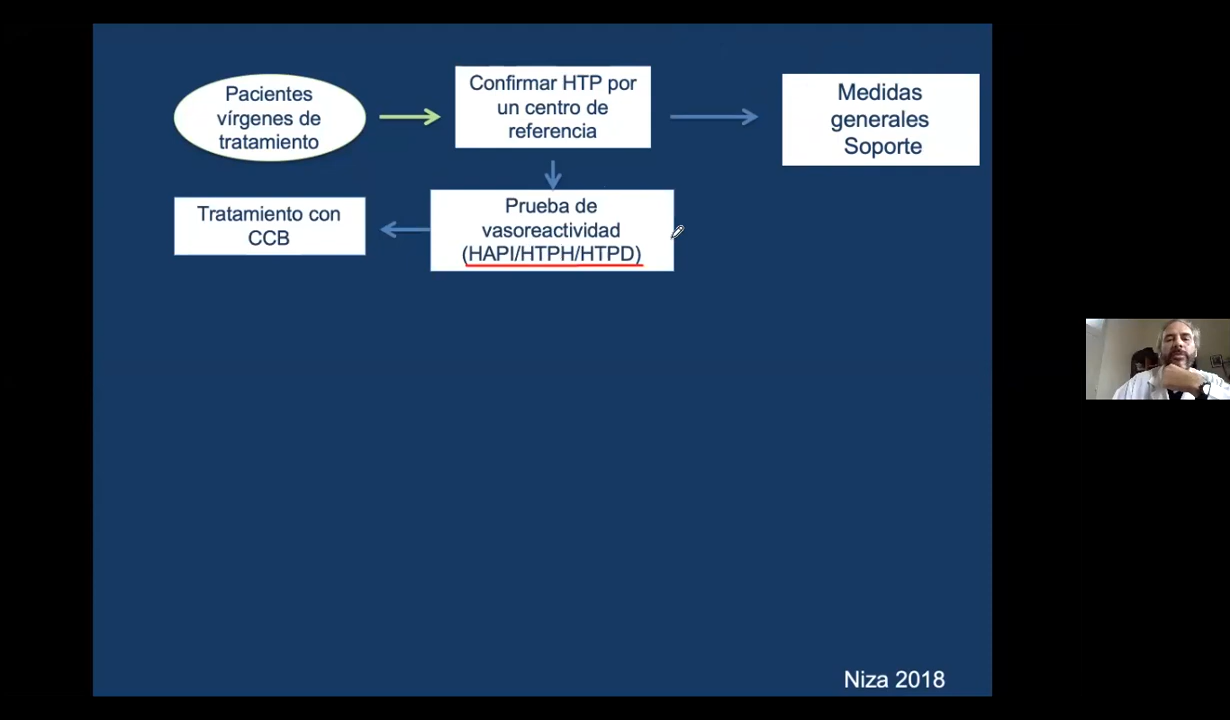 Pacientes
vírgenes de
tratamiento
Confirmar HTP por
un centro de
referencia
Medidas
generales
Soporte
Tratamiento con
CCB
Prueba de
vasoreactividad
(HAPI/HTPH/HTPD)
Niza 2018